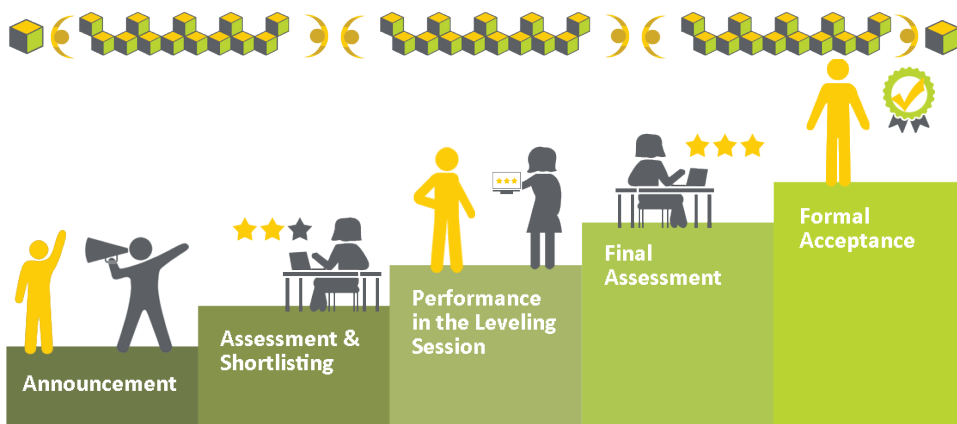 Announcement
Assessment &
Shortlisting
Performance
in the Leveling
Session
Final
Assessment
Formal
Acceptance